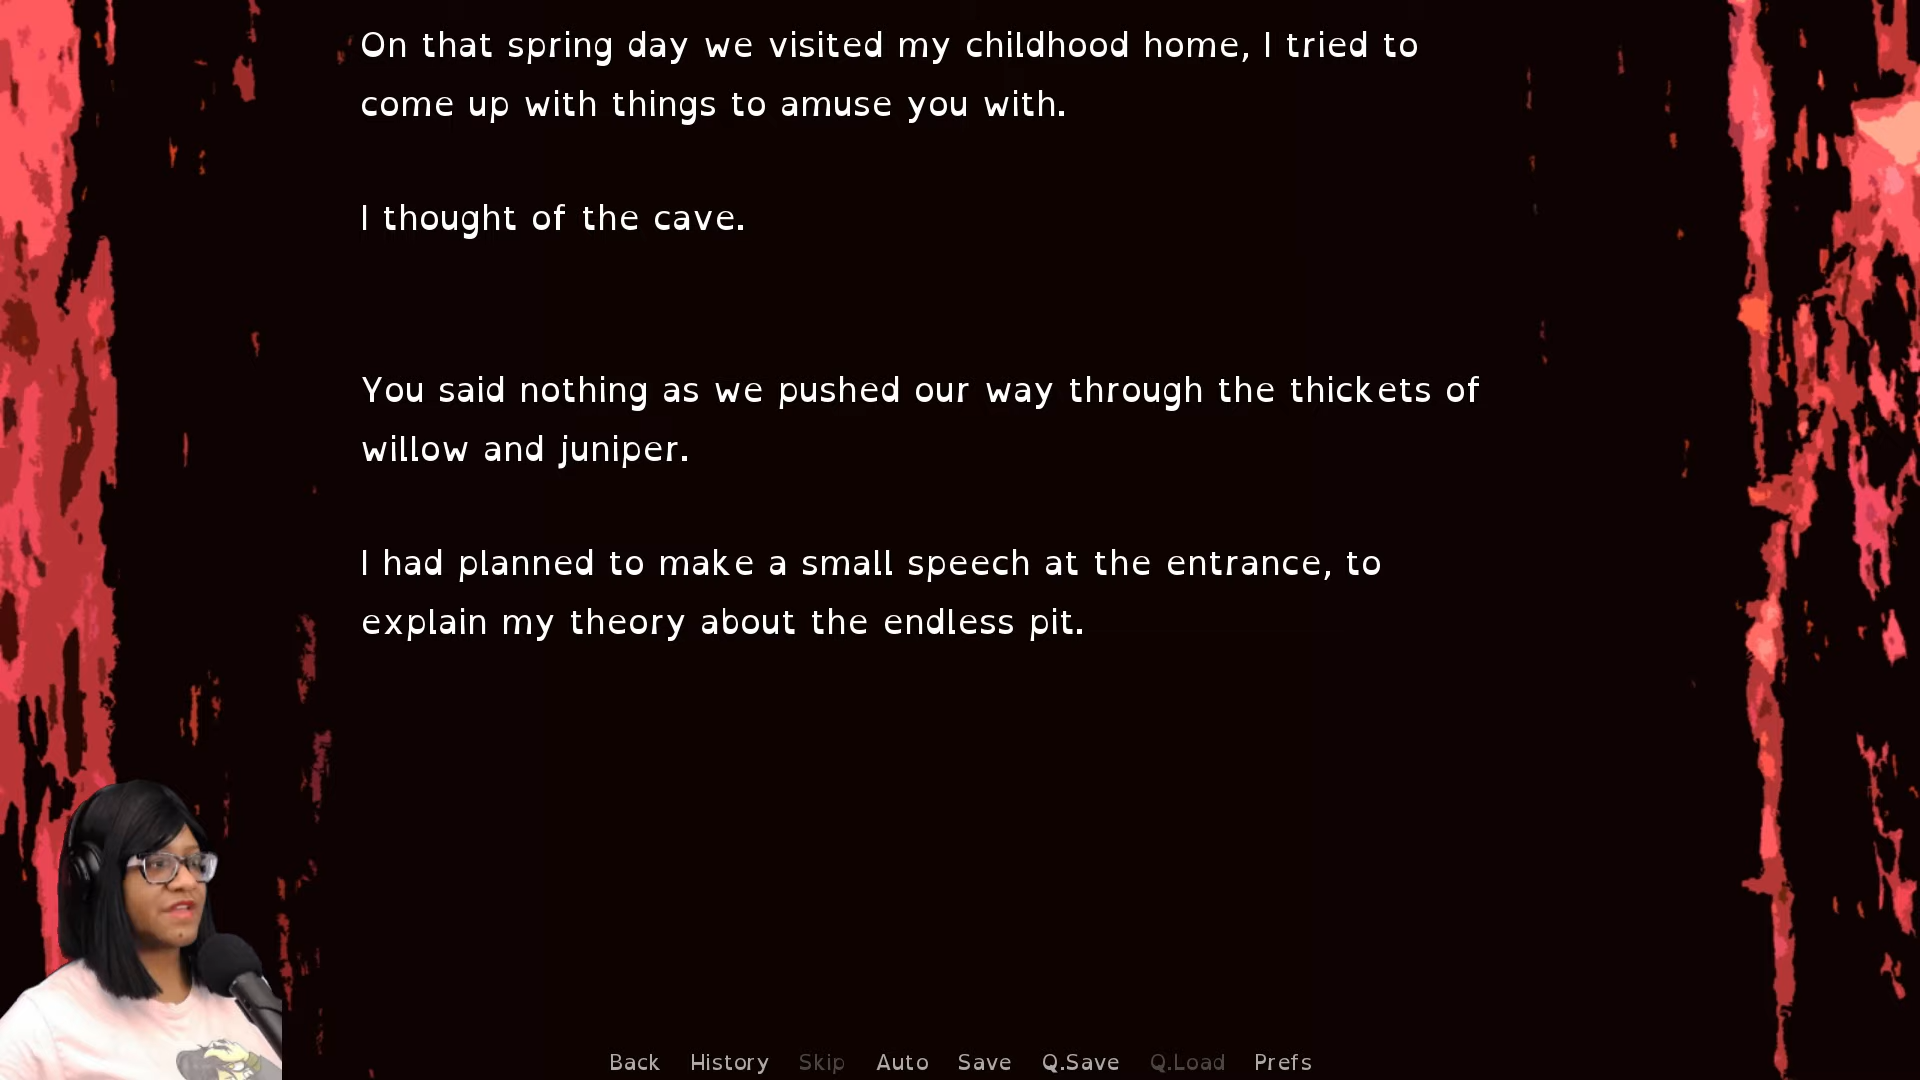 On that spring day we visited my childhood home, I tried to
come up with things to amuse you with.
I thought of the cave.
You said nothing as we pushed our way through the thickets of
willow and juniper.
I had planned to make a small speech at the entrance, to
explain my theory about the endless pit.
Back History Skip Auto Save Q.Save Q.Load Prefs